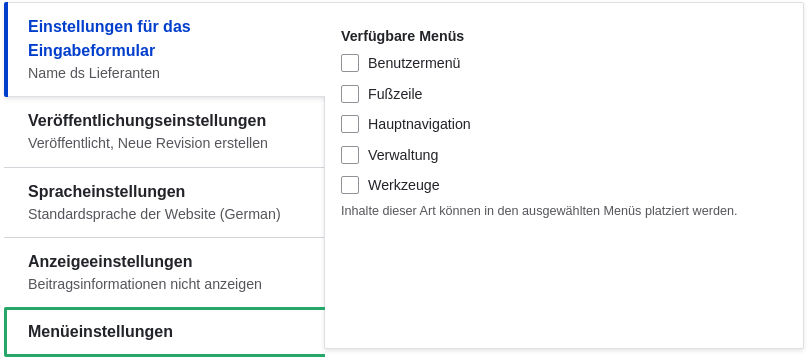 Einstellungen für das
Eingabeformular
Name ds Lieferanten
Veröffentlichungseinstellungen
Veröffentlicht, Neue Revision erstellen
Spracheinstellungen
Standardsprache der Website (German)
Anzeigeeinstellungen
Beitragsinformationen nicht anzeigen
Menüeinstellungen
Verfügbare Menüs
Benutzermenü
Fußzeile
Hauptnavigation
Verwaltung
Werkzeuge
Inhalte dieser Art können in den ausgewählten Menüs platziert werden.